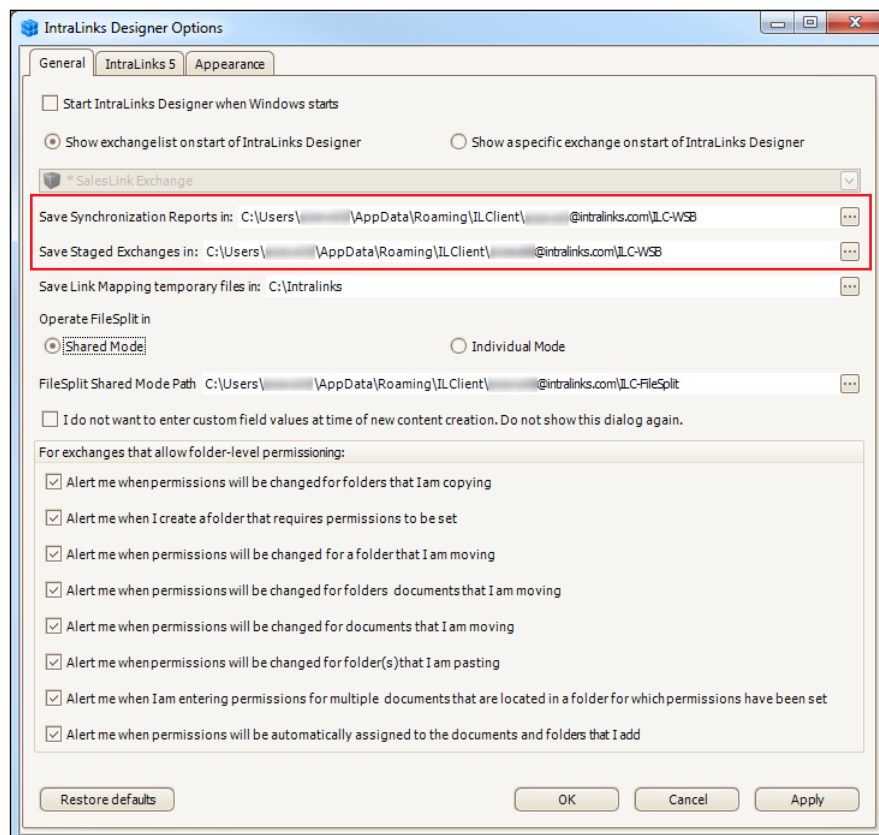 IntraLinks Designer Options
General IntraLinks 5 Appearance
Start IntraLinks Designer when Windows starts
Show exchange list on start of IntraLinks Designer Show a specific exchange on start of IntraLinks Designer
* SalesLink Exchange
Save Synchronization Reports in: C:\Users\ \AppData\Roaming\ILClient\ @intralinks.com\ILC-WSB
Save Staged Exchanges in: C:\Users\ \AppData\Roaming\ILClient\ @intralinks.com\ILC-WSB
Save Link Mapping temporary files in: C:\Intralinks
Operate FileSplit in
Shared Mode Individual Mode
FileSplit Shared Mode Path C:\Users\ \AppData\Roaming\ILClient\ @intralinks.com\ILC-FileSplit
I do not want to enter custom field values at time of new content creation. Do not show this dialog again.
For exchanges that allow folder-level permissioning:
Alert me when permissions will be changed for folders that I am copying
Alert me when I create a folder that requires permissions to be set
Alert me when permissions will be changed for a folder that I am moving
Alert me when permissions will be changed for folders documents that I am moving
Alert me when permissions will be changed for documents that I am moving
Alert me when permissions will be changed for folder(s) that I am pasting
Alert me when I am entering permissions for multiple documents that are located in a folder for which permissions have been set
Alert me when permissions will be automatically assigned to the documents and folders that I add
Restore defaults OK Cancel Apply